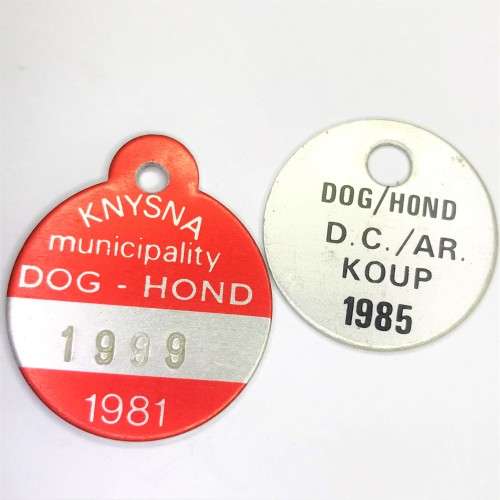 KNYSNA
municipality
DOG - HOND
1999
1981
DOG/HOND
D.C./AR.
KOUP
1985